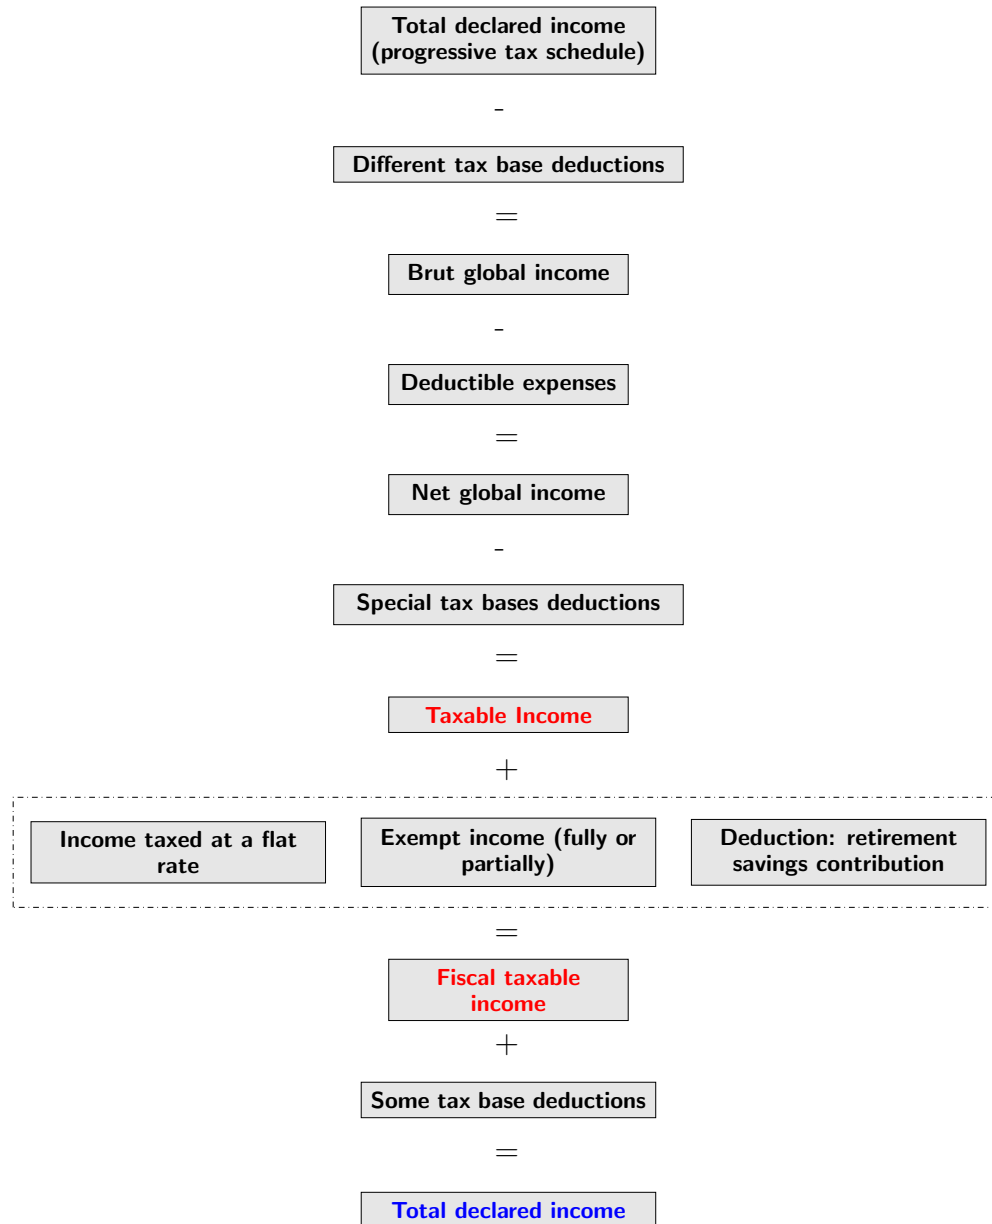 Total declared income
(progressive tax schedule)
-
Different tax base deductions
=
Brut global income
-
Deductible expenses
=
Net global income
-
Special tax bases deductions
=
Taxable Income
+
Income taxed at a flat
rate
Exempt income (fully or
partially)
Deduction: retirement
savings contribution
=
Fiscal taxable
income
+
Some tax base deductions
=
Total declared income